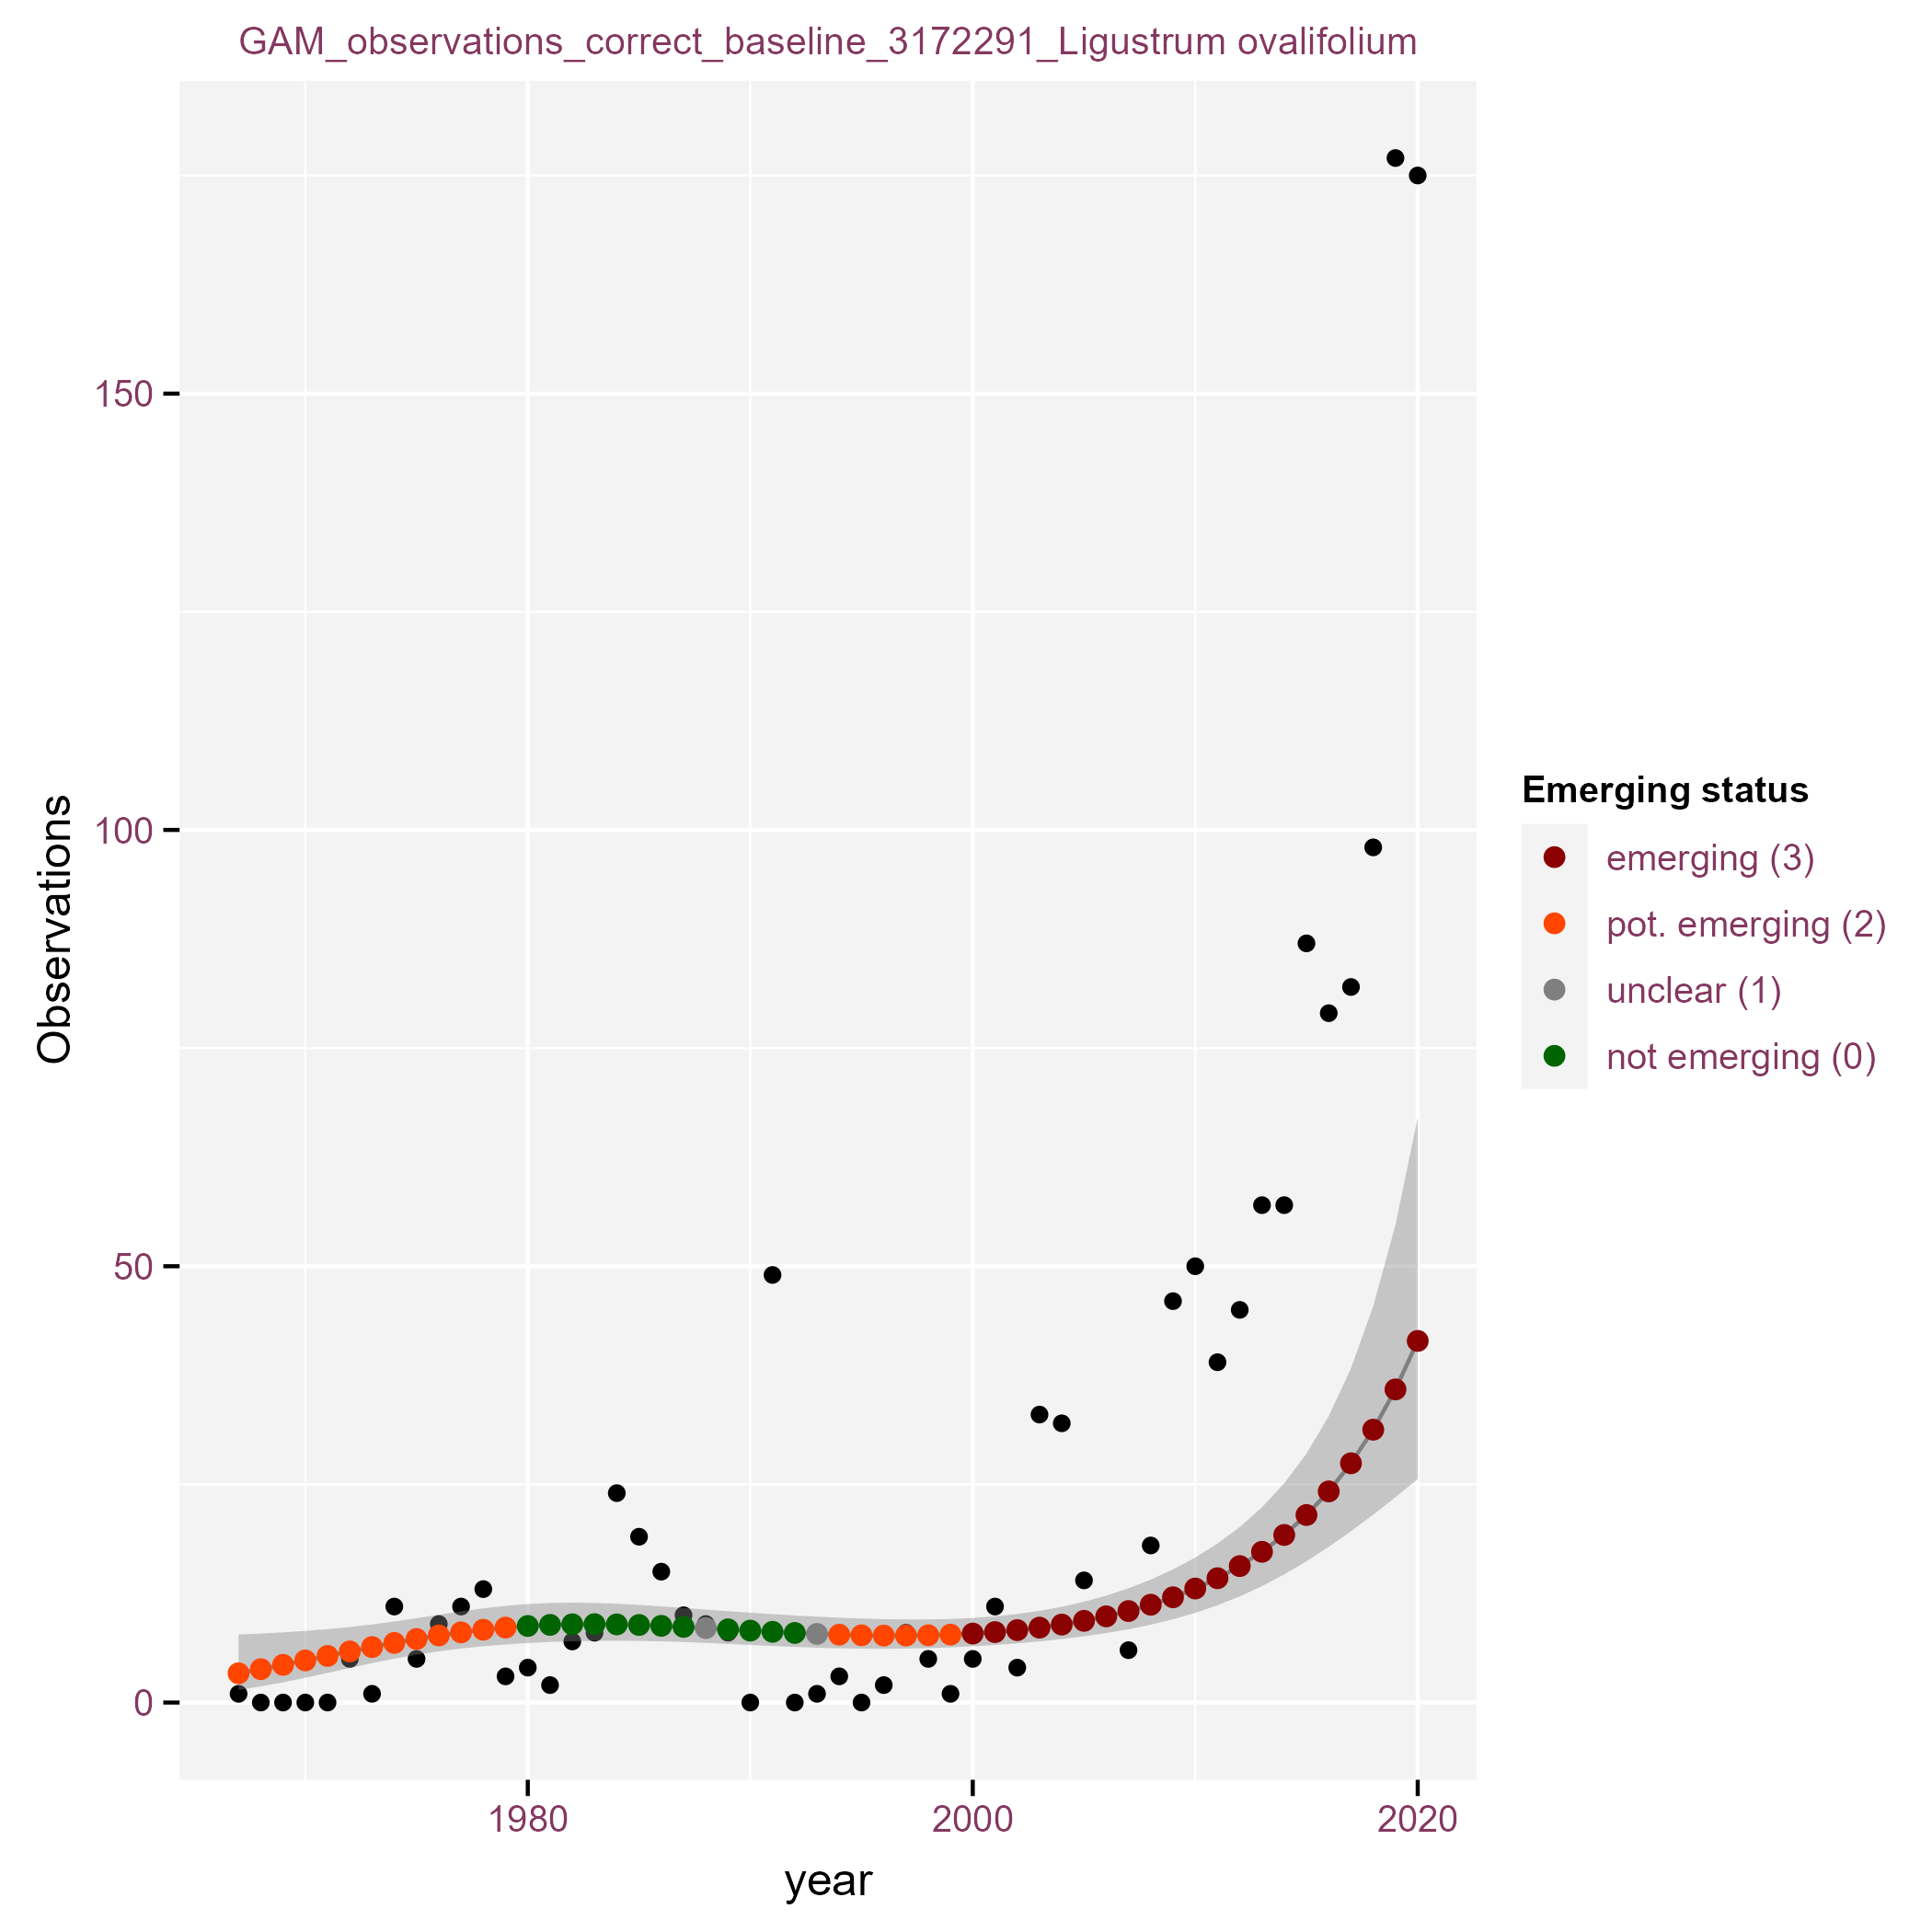 GAM_observations_correct_baseline_3172291_Ligustrum ovalifolium
Observations
150
100
50
0
1980
2000
2020
year
Emerging status
emerging (3)
pot. emerging (2)
unclear (1)
not emerging (0)